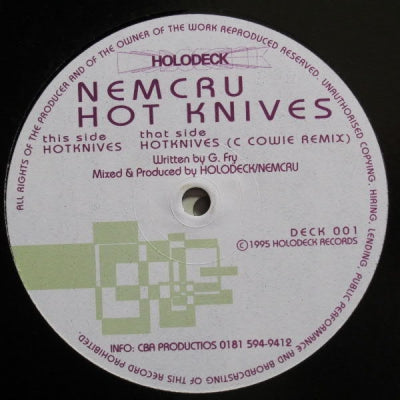 ALL RIGHTS OF THE PRODUCER AND OF THE OWNER OF THE WORK REPRODUCED RESERVED. UNAUTHORISED COPYING, HIRING, LENDING, PUBLIC PERFORMANCE AND BROADCASTING OF THIS RECORD PROHIBITED.
HOLODECK
NEMCRU
HOT KNIVES
this side that side
HOTKNIVES HOTKNIVES (C COWIE REMIX)
Written by G. Fry
Mixed & Produced by HOLODECK/NEMCRU
DECK 001
©1995 HOLODECK RECORDS
INFO: CBA PRODUCTIOS 0181 594-9412